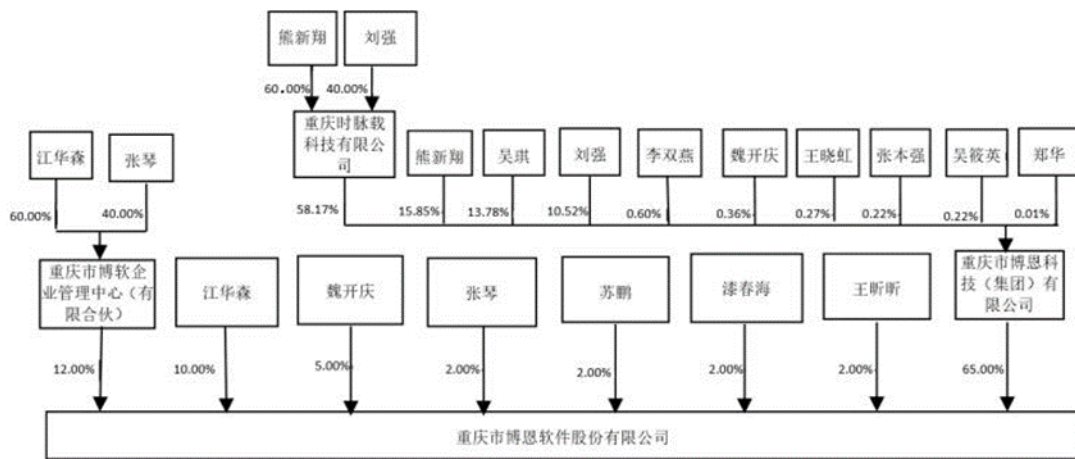 熊新翔
刘强
60.00%
40.00%
重庆时脉载
科技有限公
司
江华森
张琴
熊新翔
吴琪
刘强
李双燕
魏开庆
王晓虹
张本强
吴筱英
郑华
60.00%
40.00%
58.17%
15.85%
13.78%
10.52%
0.60%
0.36%
0.27%
0.22%
0.22%
0.01%
重庆市博软企
业管理中心（有
限合伙）
江华森
魏开庆
张琴
苏鹏
漆春海
王昕昕
重庆市博恩科
技（集团）有
限公司
12.00%
10.00%
5.00%
2.00%
2.00%
2.00%
2.00%
65.00%
重庆市博恩软件股份有限公司